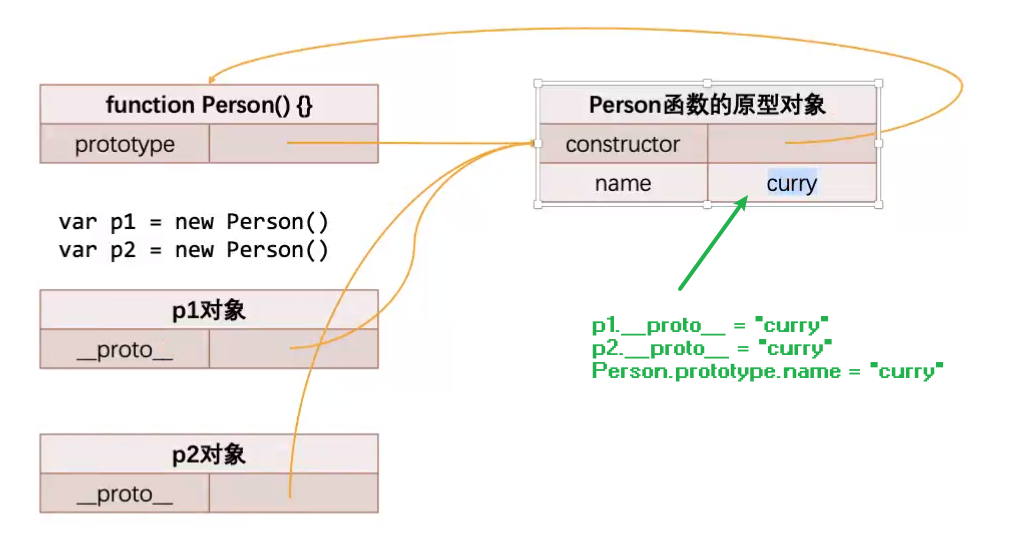 function Person() {}
prototype
Person函数的原型对象
constructor
name curry
var p1 = new Person()
var p2 = new Person()
p1对象
__proto__
p2对象
__proto__
p1.__proto__ = "curry"
p2.__proto__ = "curry"
Person.prototype.name = "curry"